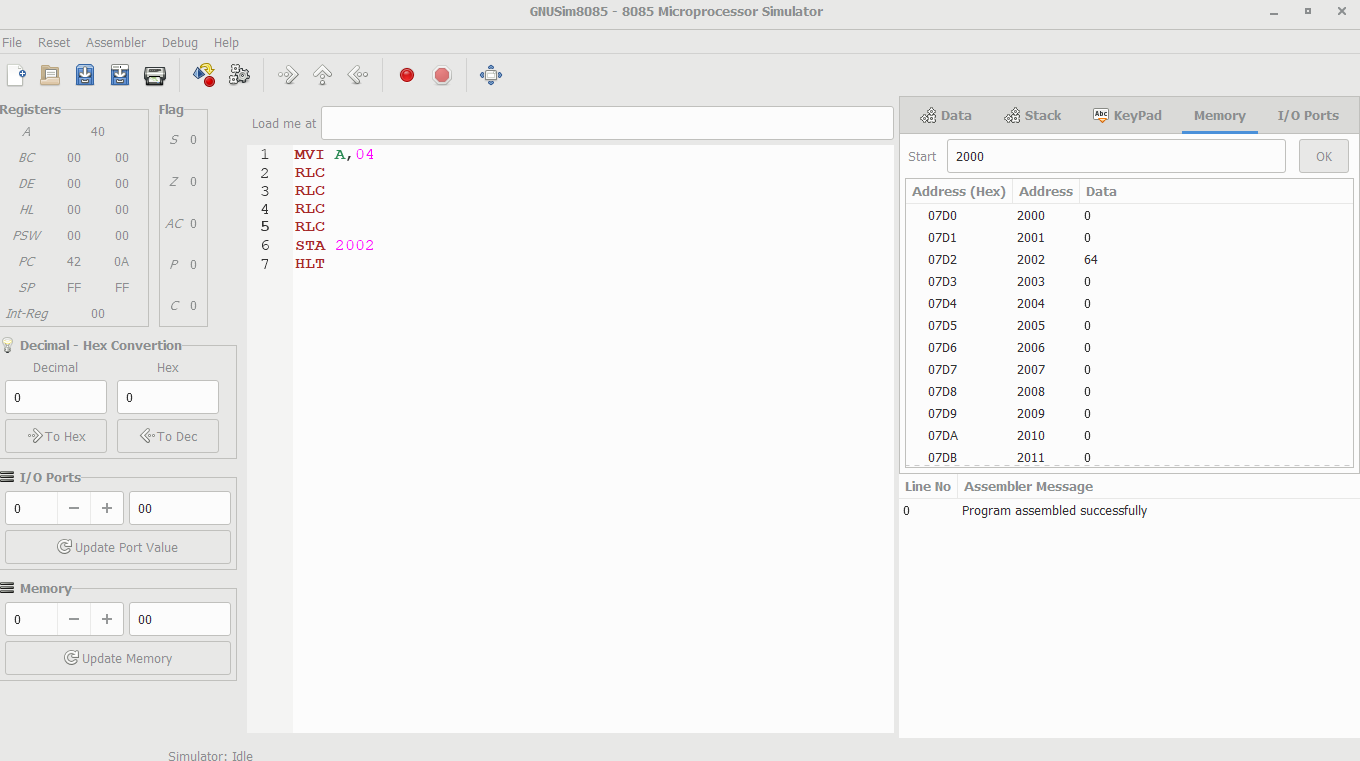 GNUSim8085 - 8085 Microprocessor Simulator
File Reset Assembler Debug Help
Registers
A 40
BC 00 00
DE 00 00
HL 00 00
PSW 00 00
PC 42 0A
SP FF FF
Int-Reg 00
Flag
S 0
Z 0
AC 0
P 0
C 0
Decimal - Hex Convertion
Decimal Hex
0 0
To Hex To Dec
I/O Ports
0 − + 00
Update Port Value
Memory
0 − + 00
Update Memory
Load me at
1 MVI A,04
2 RLC
3 RLC
4 RLC
5 RLC
6 STA 2002
7 HLT
Data Stack Abc KeyPad Memory I/O Ports
Start 2000 OK
Address (Hex) Address Data
07D0 2000 0
07D1 2001 0
07D2 2002 64
07D3 2003 0
07D4 2004 0
07D5 2005 0
07D6 2006 0
07D7 2007 0
07D8 2008 0
07D9 2009 0
07DA 2010 0
07DB 2011 0
Line No Assembler Message
0 Program assembled successfully
Simulator: Idle